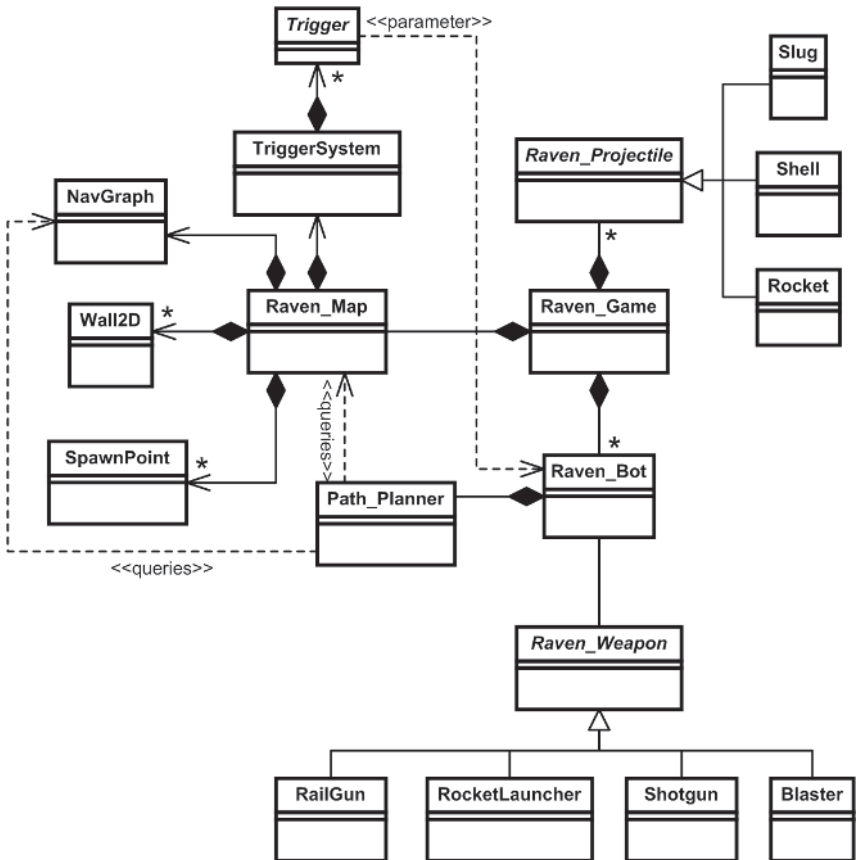 Trigger
<<parameter>>
*
Slug
TriggerSystem
Raven_Projectile
NavGraph
Shell
*
Wall2D
*
Raven_Map
Raven_Game
Rocket
<<queries>>
*
SpawnPoint
*
Raven_Bot
Path_Planner
<<queries>>
Raven_Weapon
RailGun
RocketLauncher
Shotgun
Blaster